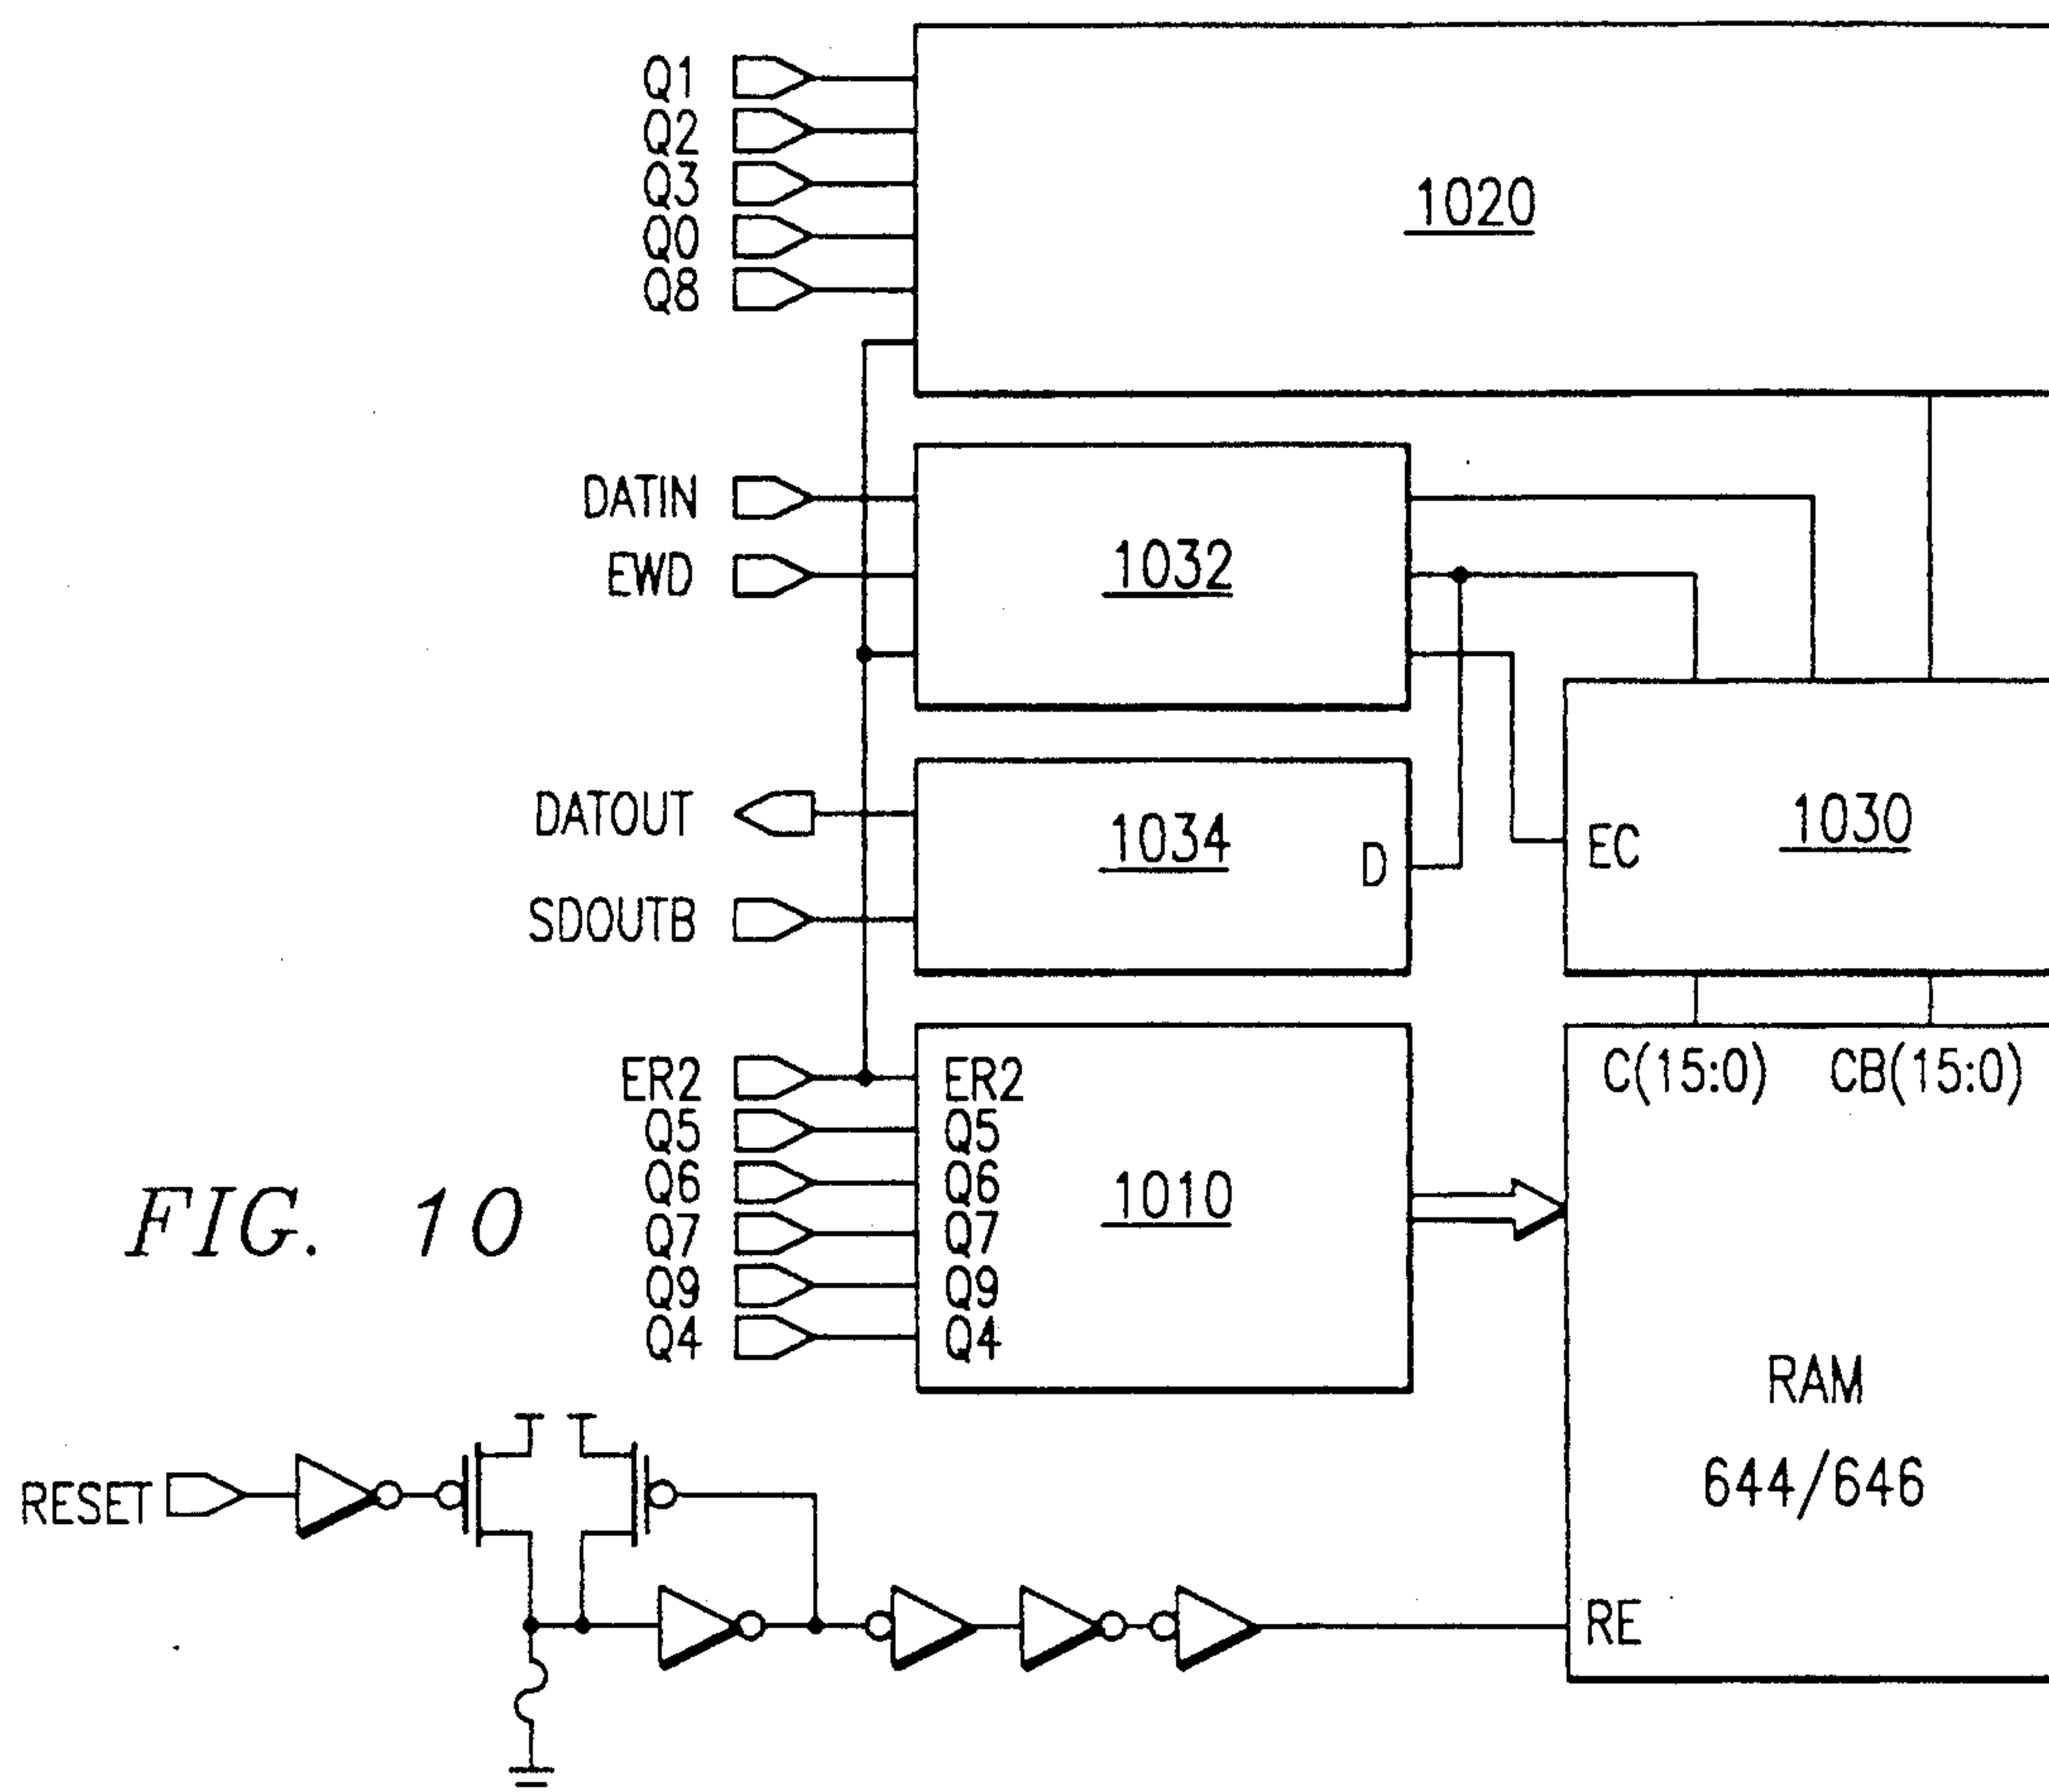 Q1
Q2
Q3
Q0
Q8
1020
DATIN
EWD
1032
DATOUT
SDOUTB
1034
D
EC
1030
ER2
Q5
Q6
Q7
Q9
Q4
ER2
Q5
Q6
Q7
Q9
Q4
1010
C(15:0) CB(15:0)
RAM
644/646
RE
FIG. 10
RESET